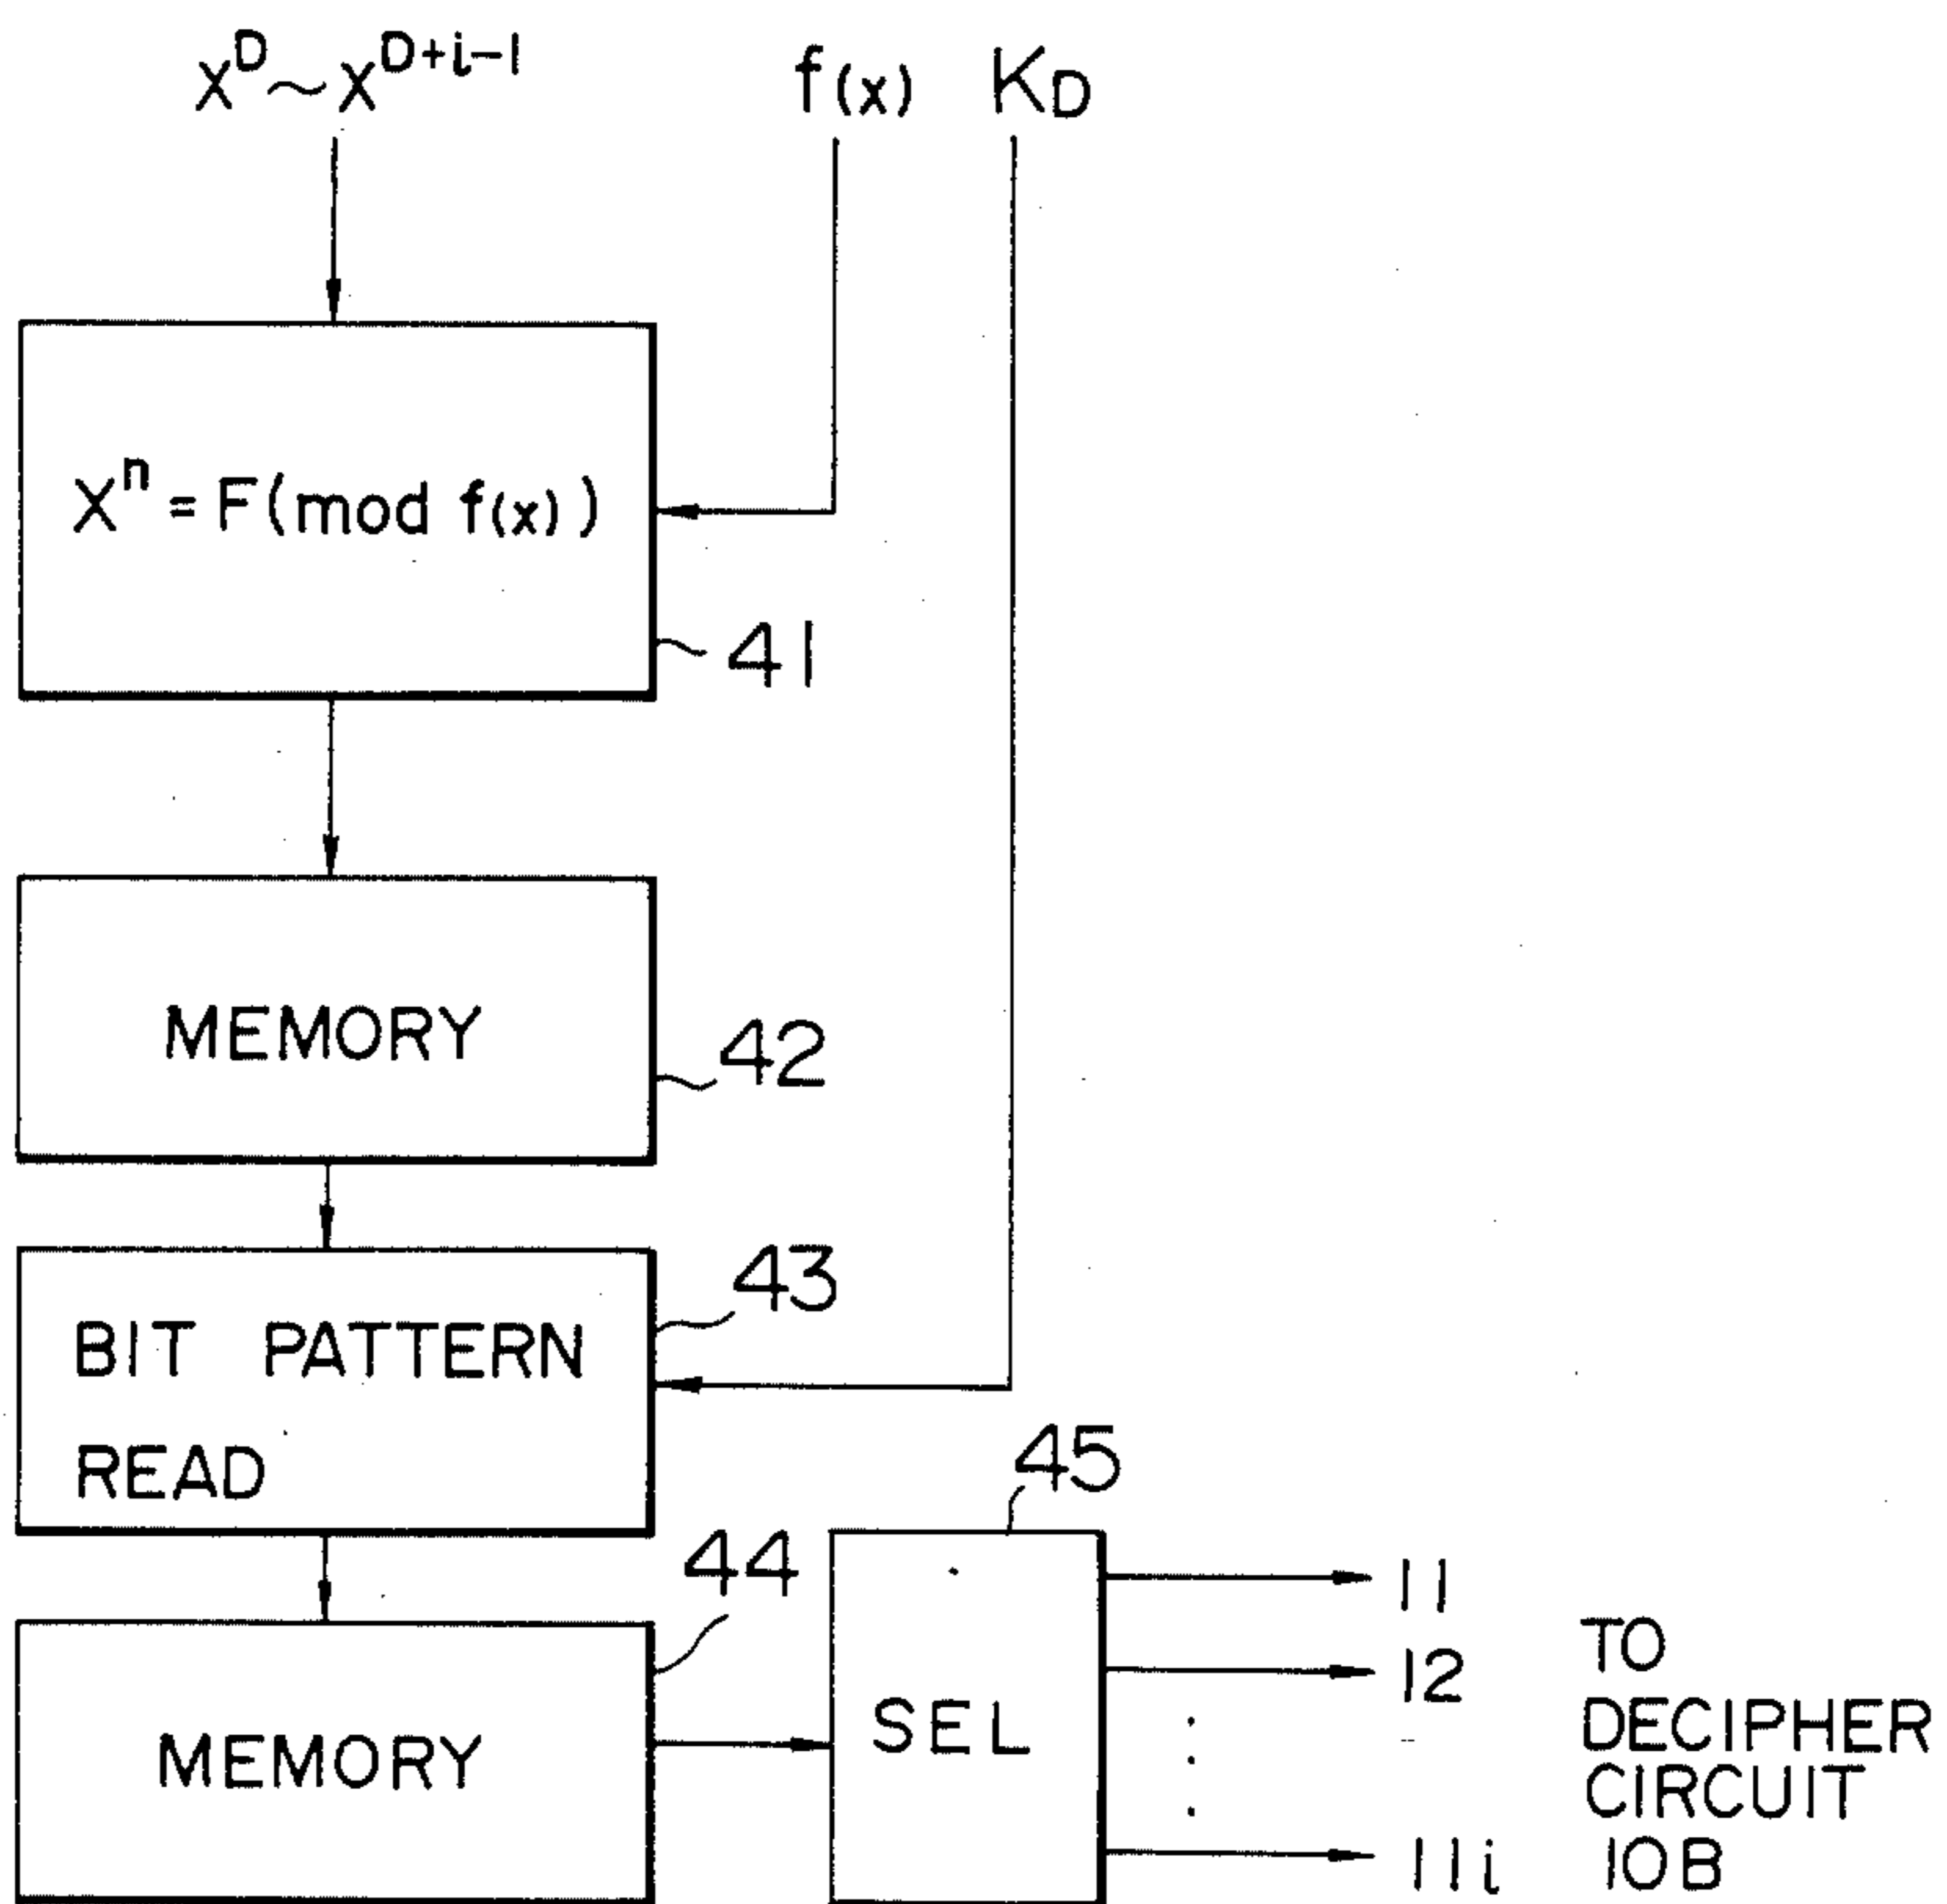 X^D ~ X^{D+i-1}
f(x)
K_D
X^n = F(mod f(x))
41
MEMORY
42
43
BIT PATTERN
READ
45
44
11
12
TO
SEL
DECIPHER
MEMORY
CIRCUIT
11i
10B